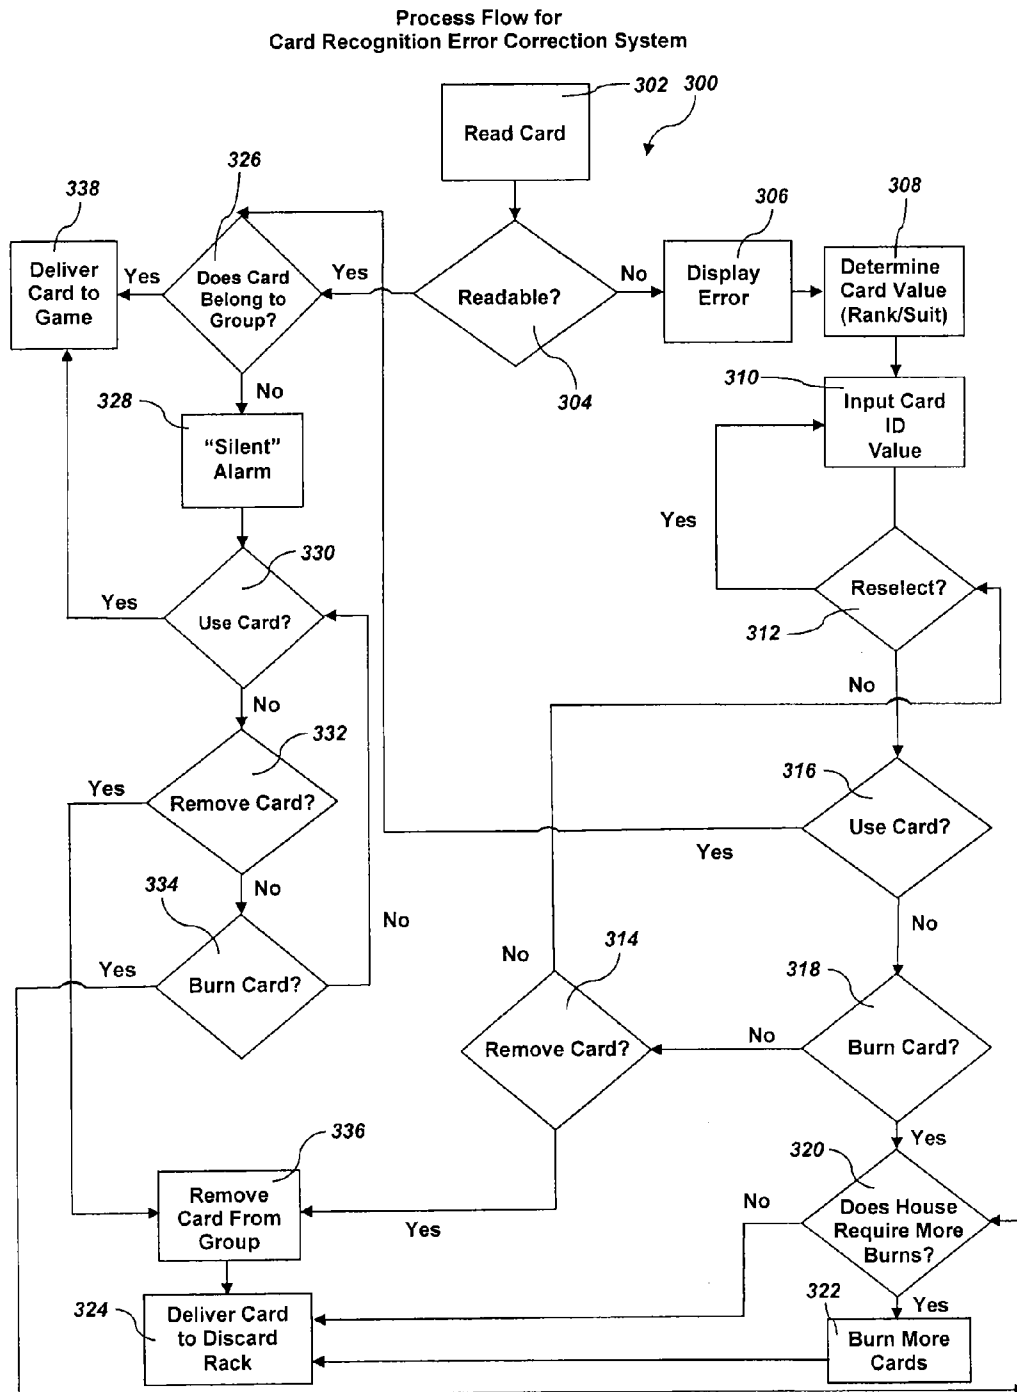 Process Flow for
Card Recognition Error Correction System
302
300
Read Card
326
338
306
308
Deliver
Card to
Game
Yes
Does Card
Belong to
Group?
Yes
Readable?
No
Display
Error
Determine
Card Value
(Rank/Suit)
304
No
328
310
Input Card
ID
Value
"Silent"
Alarm
Yes
330
Yes
Use Card?
Reselect?
312
No
No
332
Yes
Remove Card?
316
Use Card?
Yes
No
334
No
No
314
No
Yes
Burn Card?
318
Remove Card?
No
Burn Card?
336
Yes
320
Remove
Card From
Group
Yes
No
Does House
Require More
Burns?
324
Deliver Card
to Discard
Rack
322
Yes
Burn More
Cards